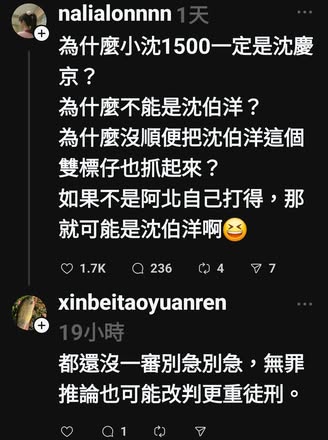 nalialonnnn 1天
為什麼小沈1500一定是沈慶
京？
為什麼不能是沈伯洋？
為什麼沒順便把沈伯洋這個
雙標仔也抓起來？
如果不是阿北自己打得，那
就可能是沈伯洋啊😆
1.7K 236 4 7
xinbeitaoyuanren
19小時
都還沒一審別急別急，無罪
推論也可能改判更重徒刑。
1